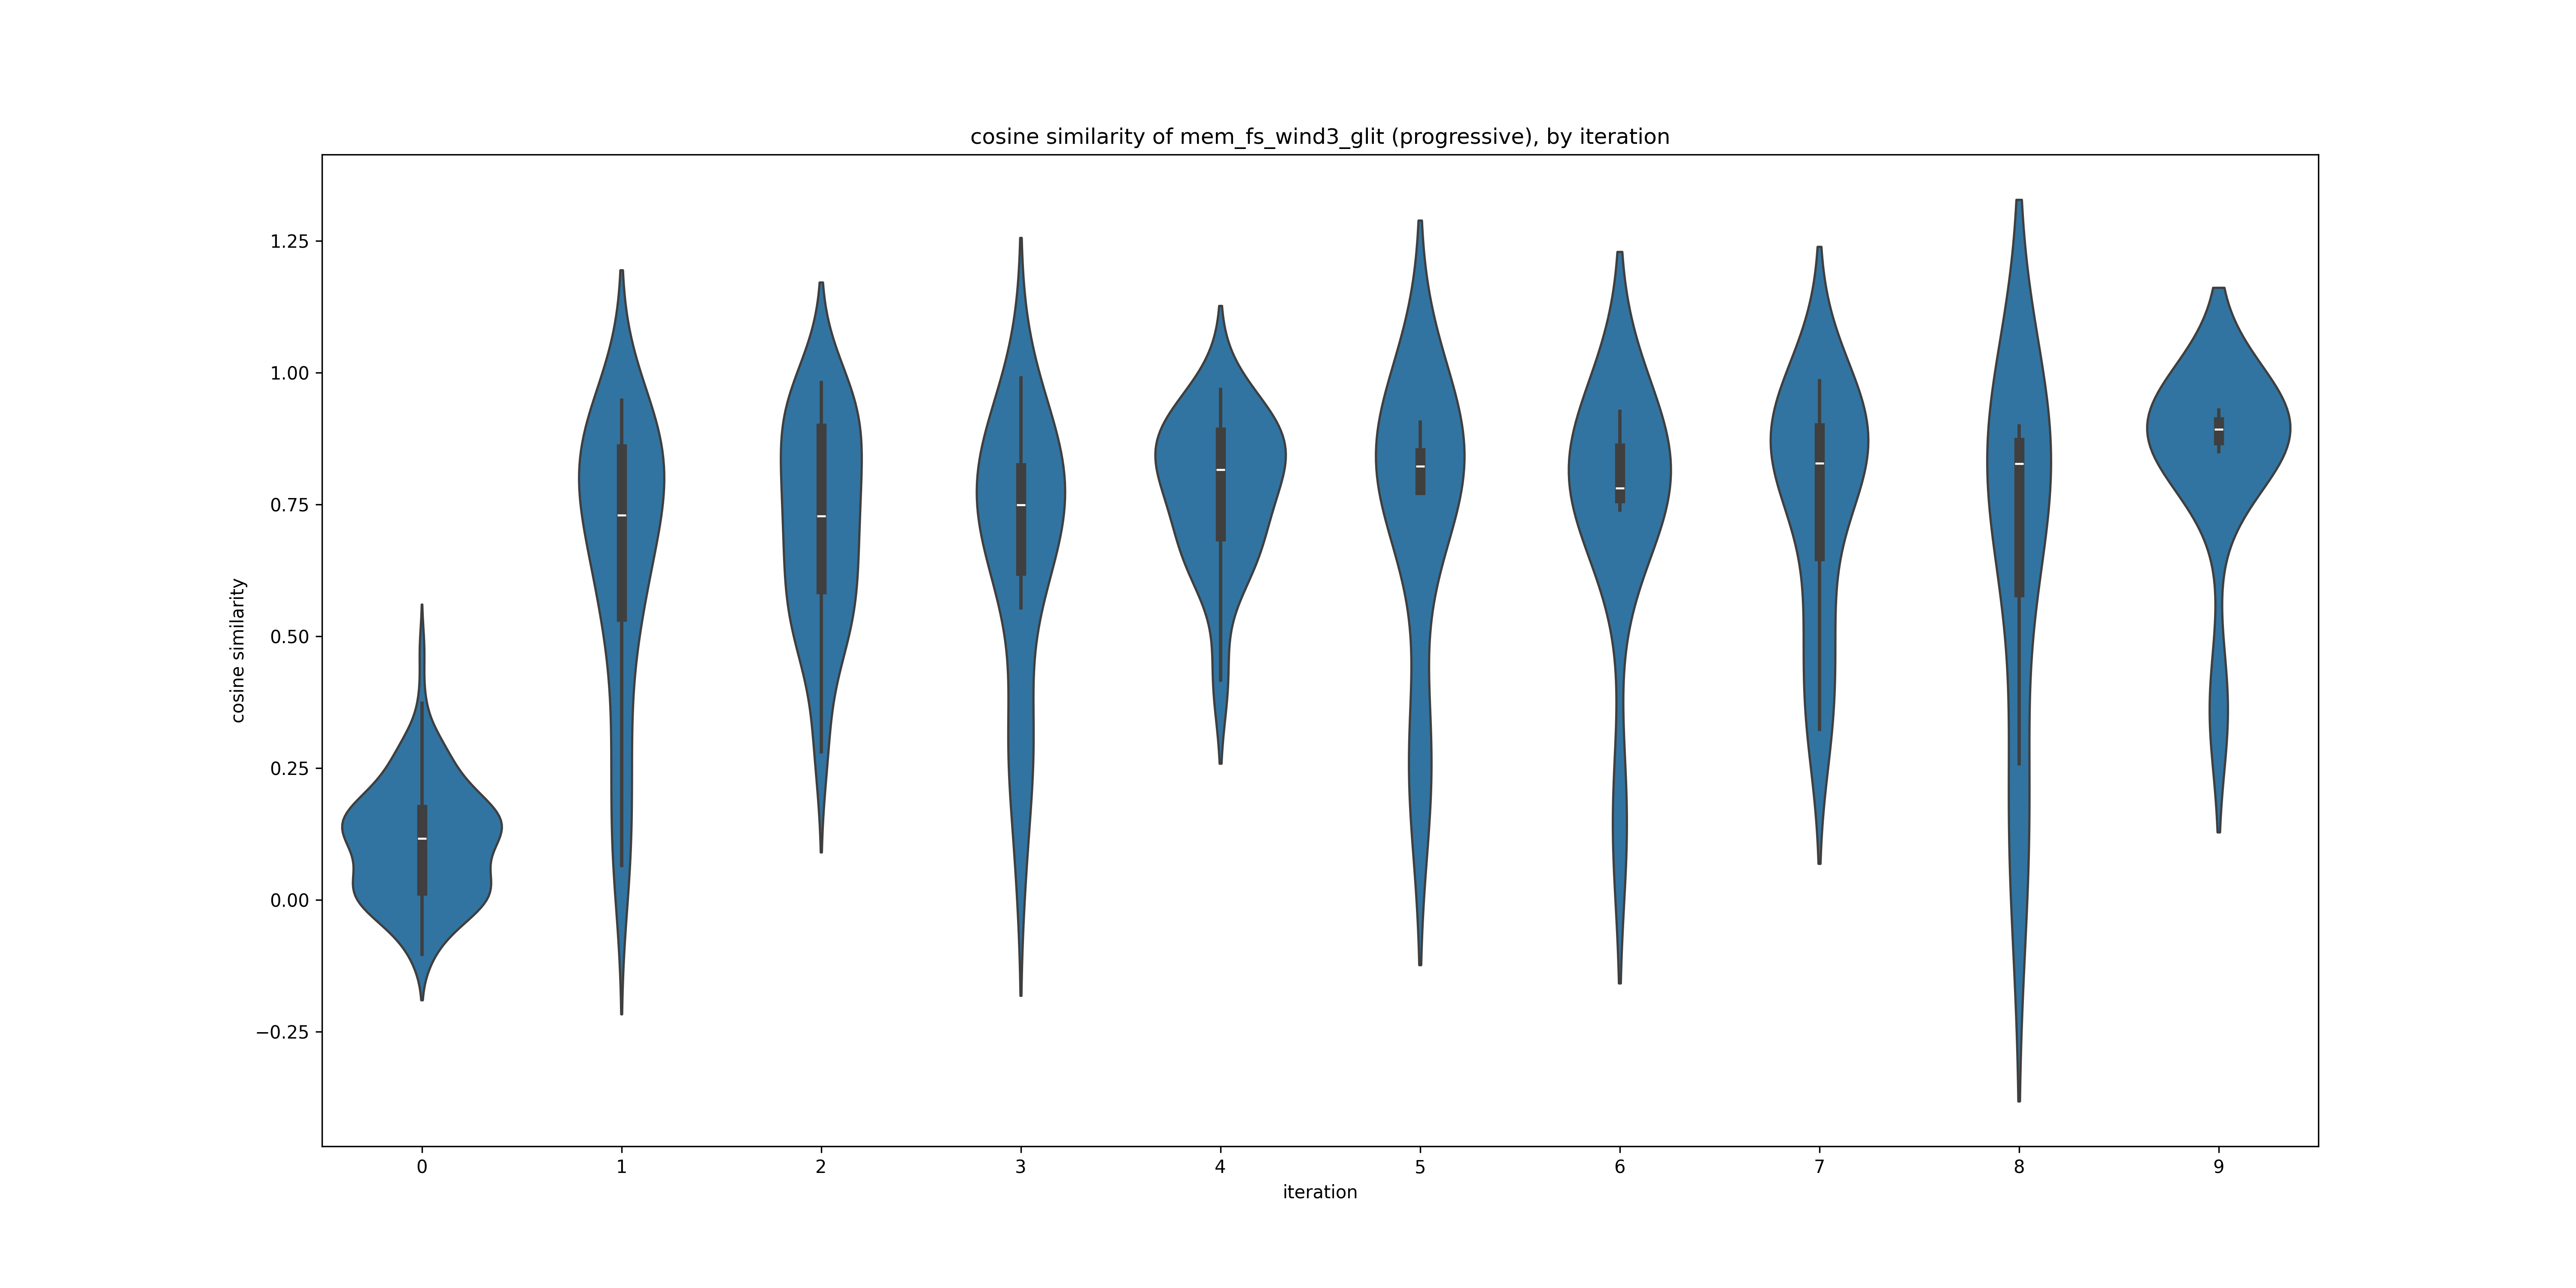 cosine similarity of mem_fs_wind3_glit (progressive), by iteration
cosine similarity
1.25
1.00
0.75
0.50
0.25
0.00
−0.25
0 1 2 3 4 5 6 7 8 9
iteration